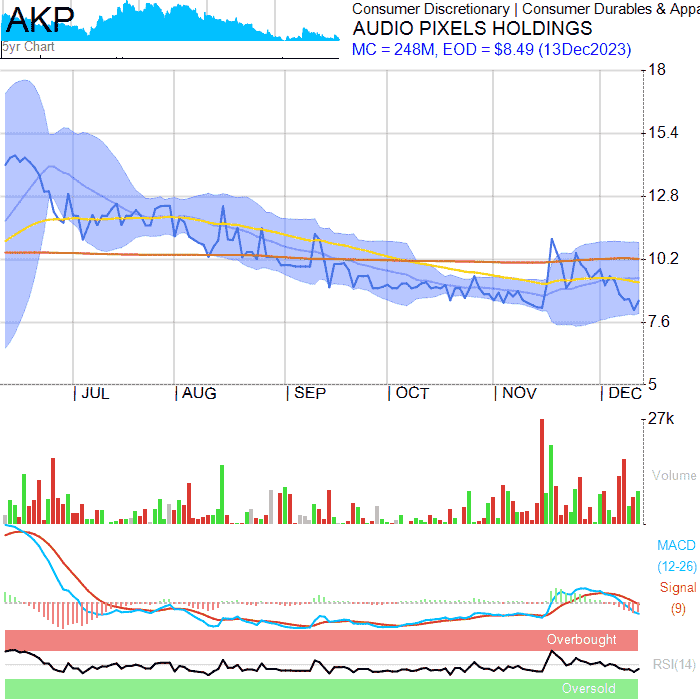 AKP
5yr Chart
Consumer Discretionary | Consumer Durables & Appa
AUDIO PIXELS HOLDINGS
MC = 248M, EOD = $8.49 (13Dec2023)
18
15.4
12.8
10.2
7.6
5
JUL
AUG
SEP
OCT
NOV
DEC
27k
Volume
MACD
(12-26)
Signal
(9)
Overbought
RSI(14)
Oversold